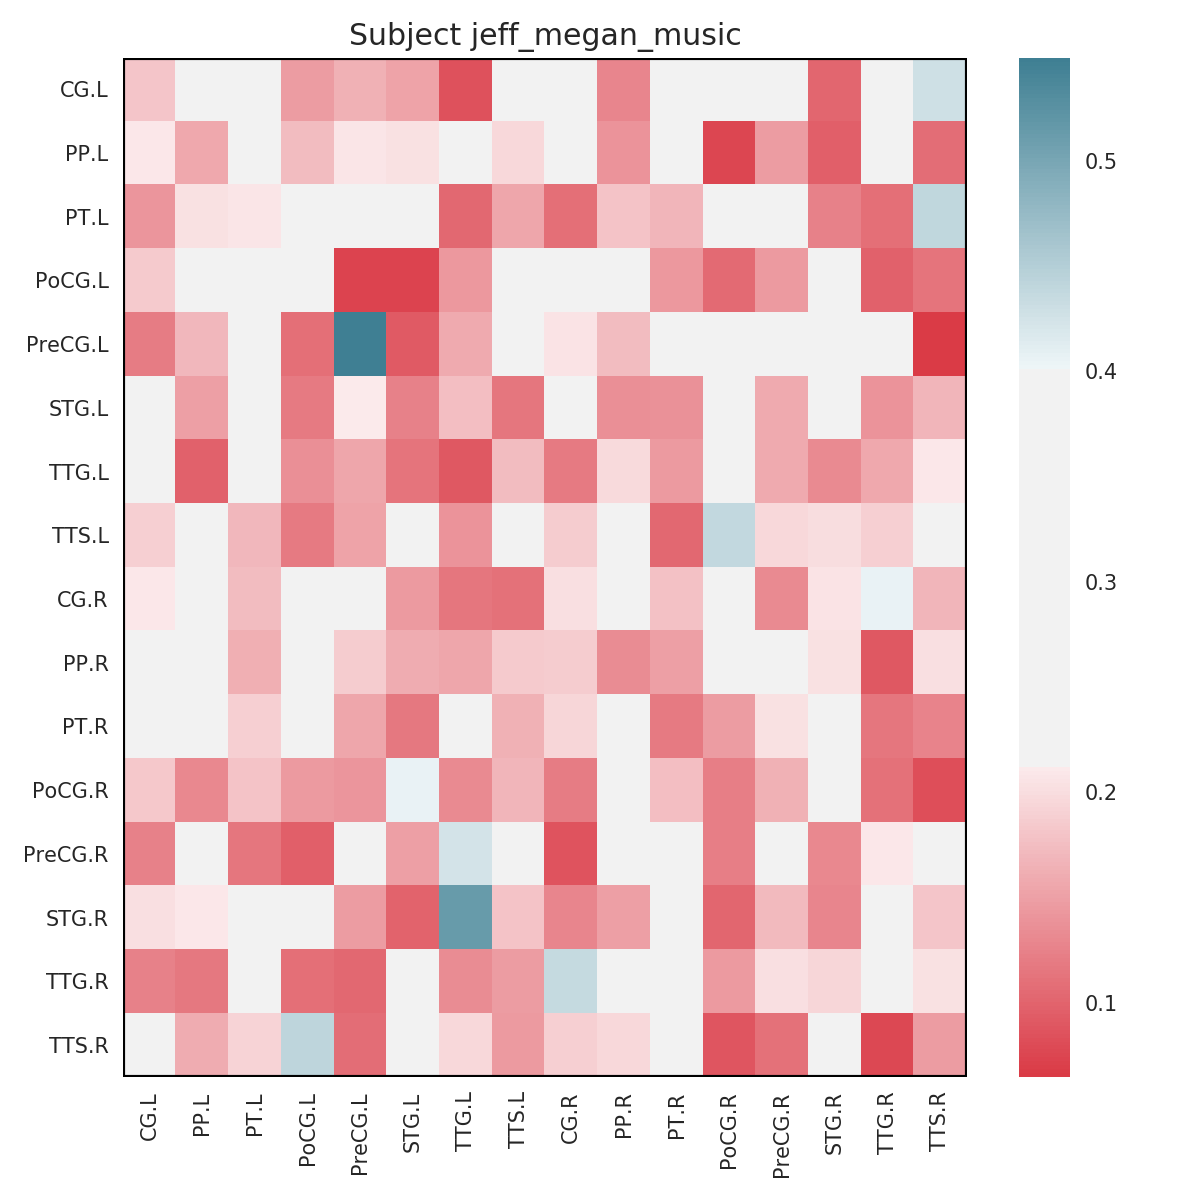 Subject jeff_megan_music
CG.L
PP.L
PT.L
PoCG.L
PreCG.L
STG.L
TTG.L
TTS.L
CG.R
PP.R
PT.R
PoCG.R
PreCG.R
STG.R
TTG.R
TTS.R
CG.L
PP.L
PT.L
PoCG.L
PreCG.L
STG.L
TTG.L
TTS.L
CG.R
PP.R
PT.R
PoCG.R
PreCG.R
STG.R
TTG.R
TTS.R
0.5
0.4
0.3
0.2
0.1